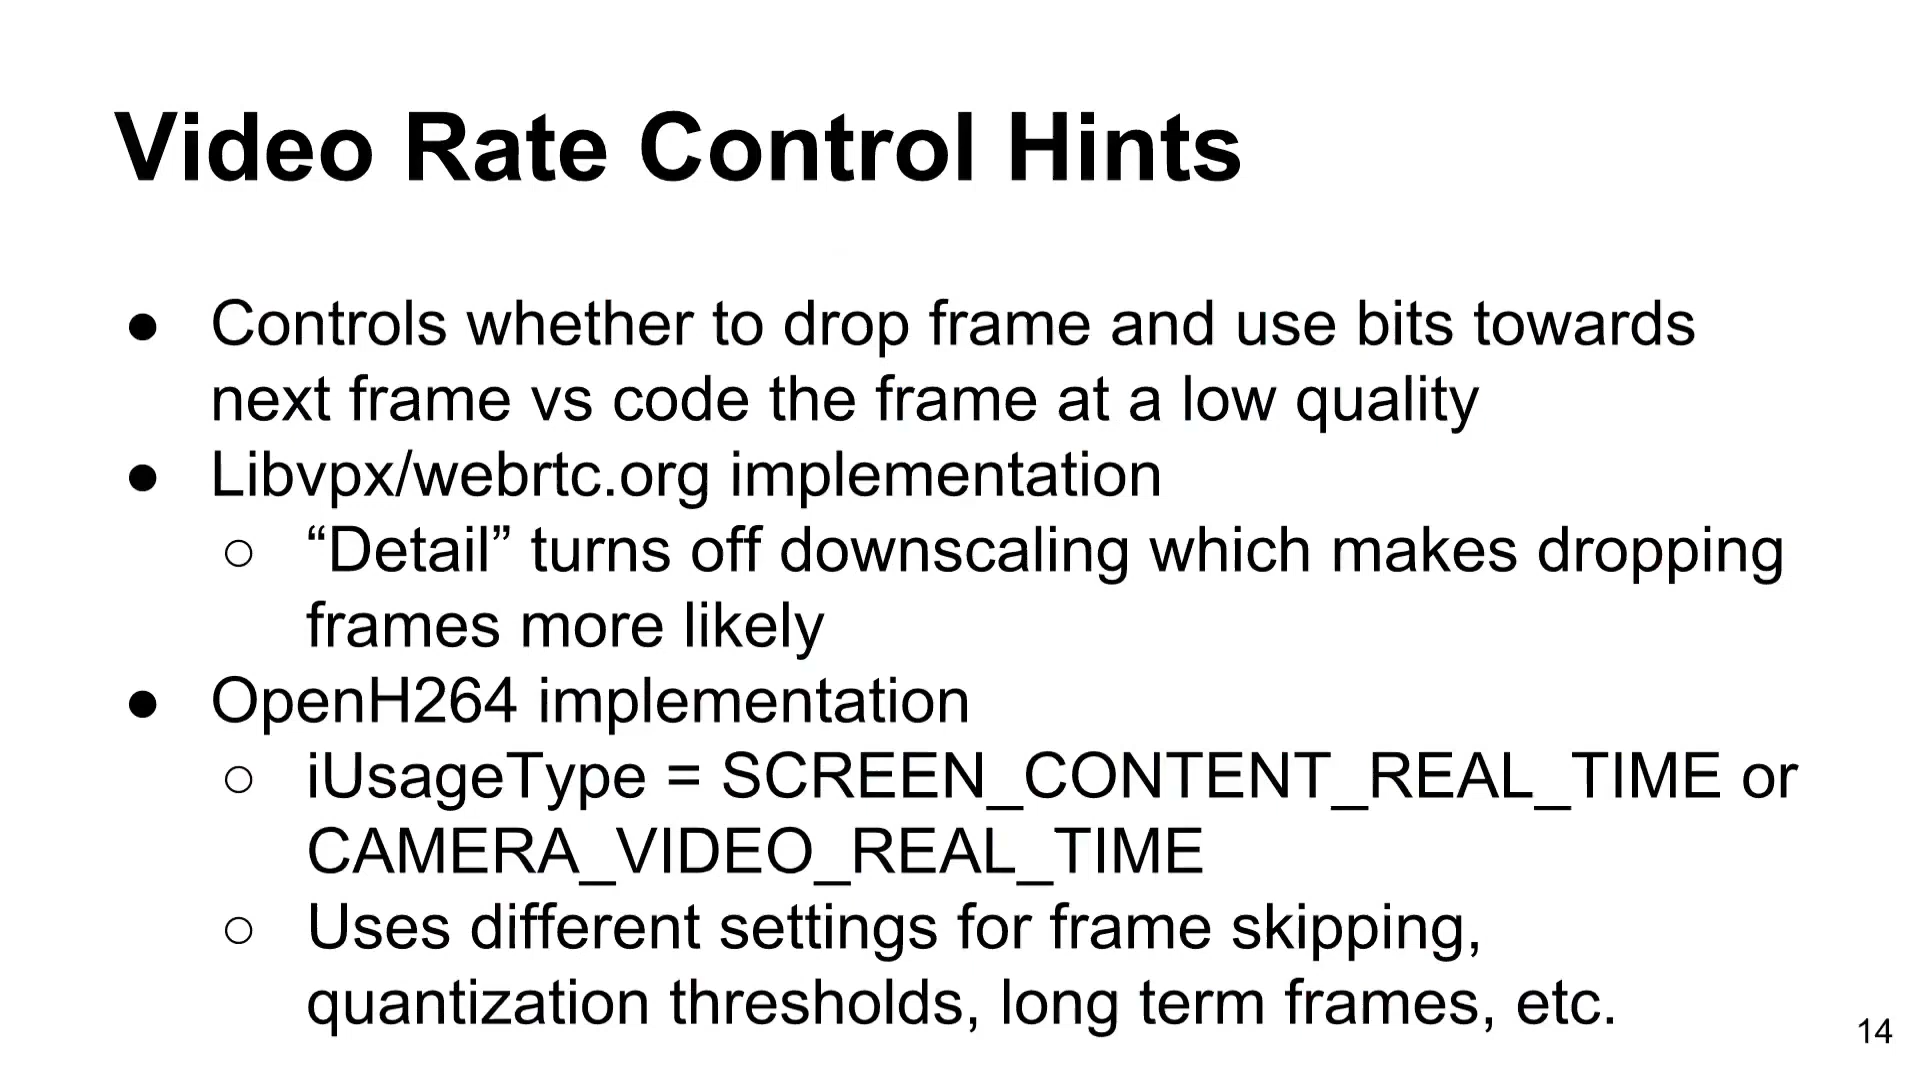 Video Rate Control Hints
● Controls whether to drop frame and use bits towards
next frame vs code the frame at a low quality
● Libvpx/webrtc.org implementation
○ “Detail” turns off downscaling which makes dropping
frames more likely
● OpenH264 implementation
○ iUsageType = SCREEN_CONTENT_REAL_TIME or
CAMERA_VIDEO_REAL_TIME
○ Uses different settings for frame skipping,
quantization thresholds, long term frames, etc.
14